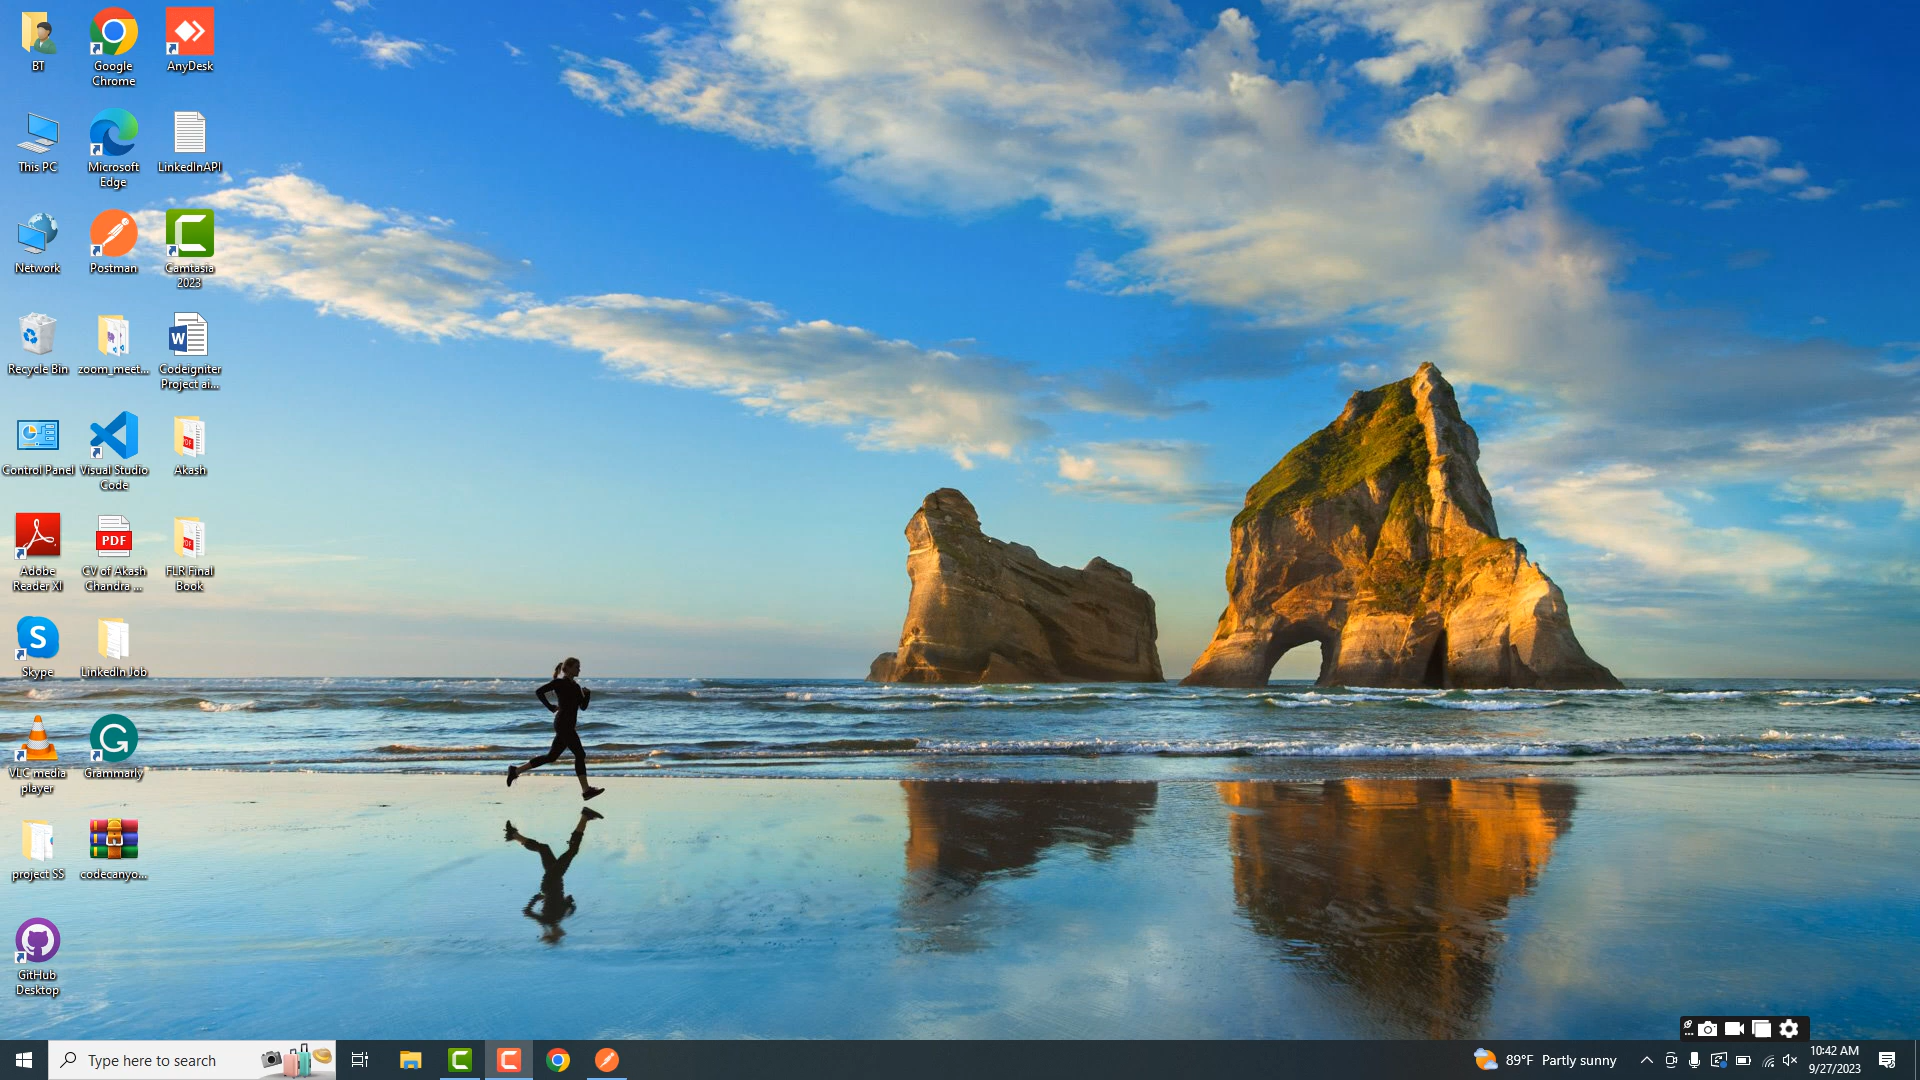 BT
Google
Chrome
AnyDesk
This PC
Microsoft
Edge
LinkedInAPI
Network
Postman
Camtasia
2023
Recycle Bin
zoom_meet...
W
Codeigniter
Project ai...
Control Panel
Visual Studio
Code
PDF
Akash
Adobe
Reader XI
PDF
CV of Akash
Chandra ...
PDF
FLR Final
Book
S
Skype
LinkedIn Job
VLC media
player
G
Grammarly
project SS
codecanyo...
GitHub
Desktop
Type here to search
89°F Partly sunny
10:42 AM
9/27/2023